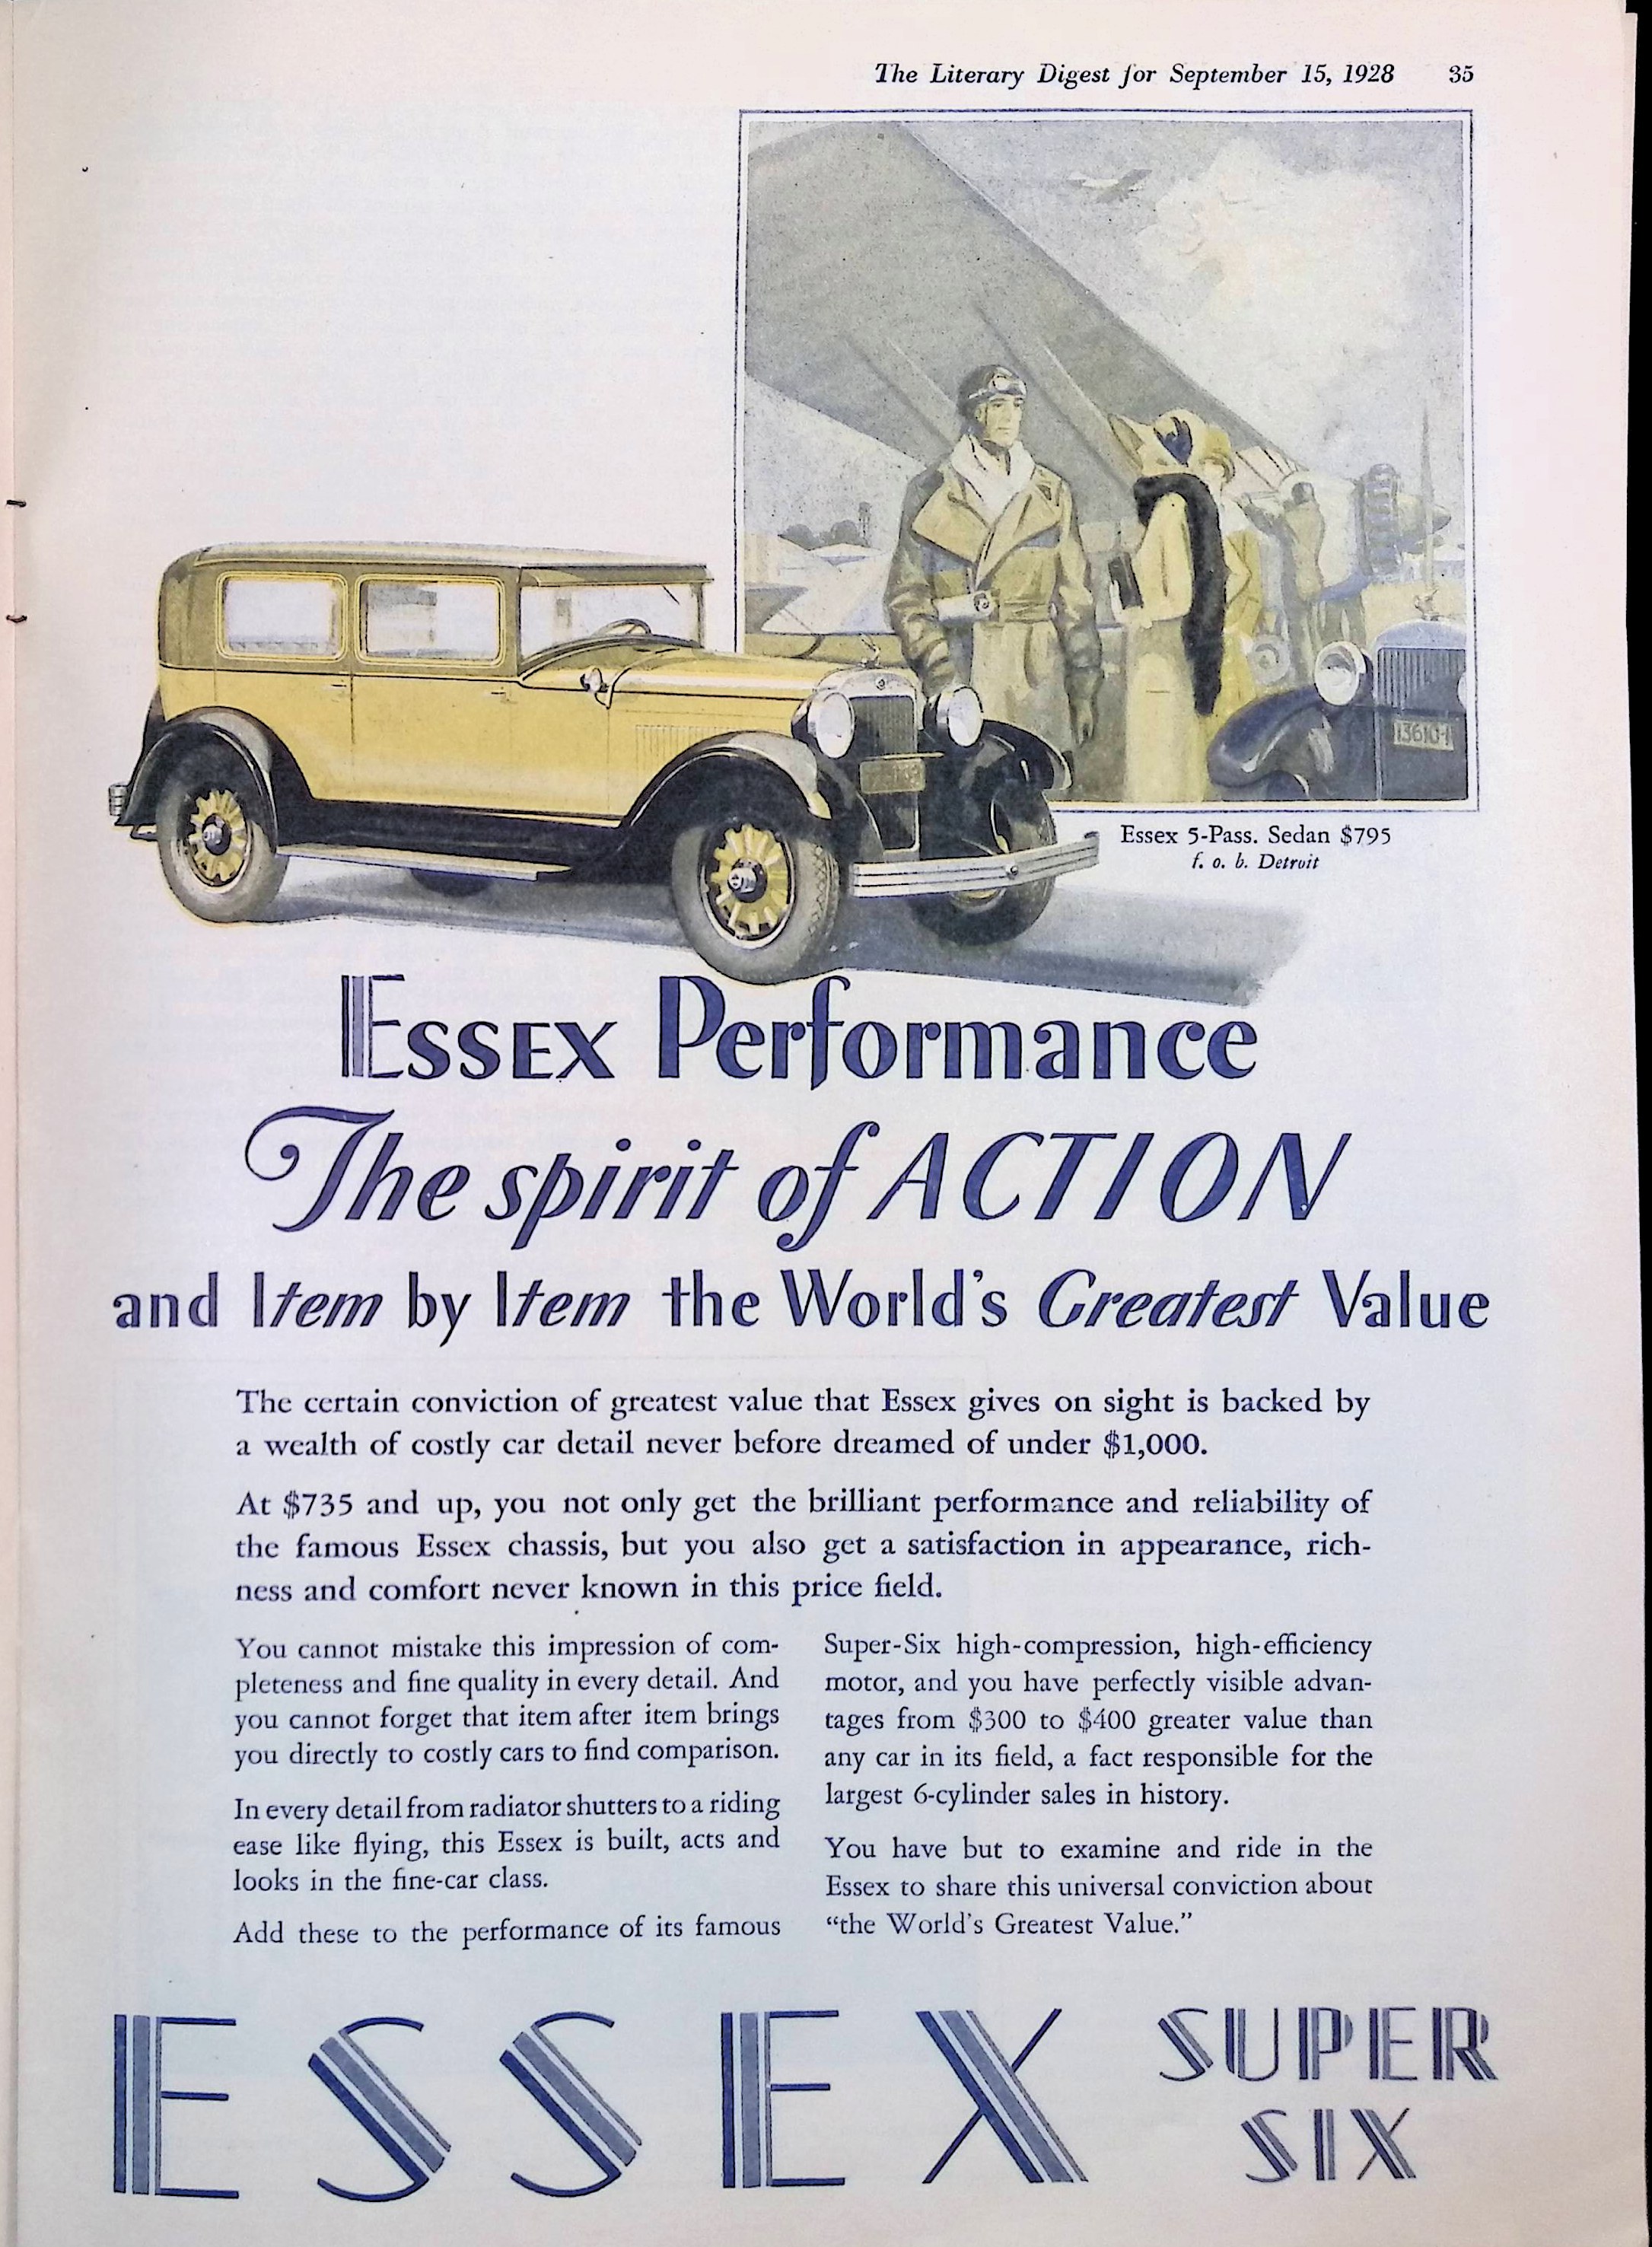 The Literary Digest for September 15, 1928 35
13610-1
Essex 5-Pass. Sedan $795
f. o. b. Detroit
Essex Performance
The spirit of ACTION
and Item by Item the World's Greatest Value
The certain conviction of greatest value that Essex gives on sight is backed by
a wealth of costly car detail never before dreamed of under $1,000.
At $735 and up, you not only get the brilliant performance and reliability of
the famous Essex chassis, but you also get a satisfaction in appearance, rich-
ness and comfort never known in this price field.
You cannot mistake this impression of com-
pleteness and fine quality in every detail. And
you cannot forget that item after item brings
you directly to costly cars to find comparison.
In every detail from radiator shutters to a riding
ease like flying, this Essex is built, acts and
looks in the fine-car class.
Add these to the performance of its famous
Super-Six high-compression, high-efficiency
motor, and you have perfectly visible advan-
tages from $300 to $400 greater value than
any car in its field, a fact responsible for the
largest 6-cylinder sales in history.
You have but to examine and ride in the
Essex to share this universal conviction about
“the World's Greatest Value.”
ESSEX SUPER
SIX